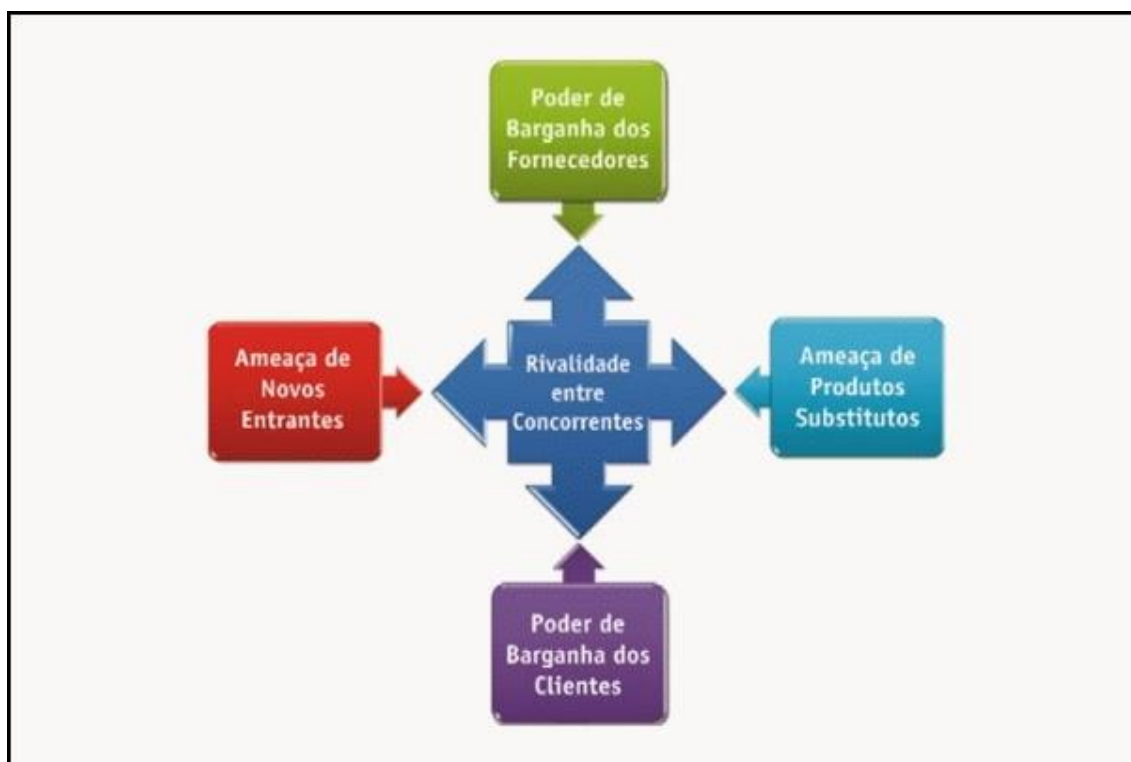 Poder de
Barganha dos
Fornecedores
Ameaça de
Novos
Entrantes
Rivalidade
entre
Concorrentes
Ameaça de
Produtos
Substitutos
Poder de
Barganha dos
Clientes